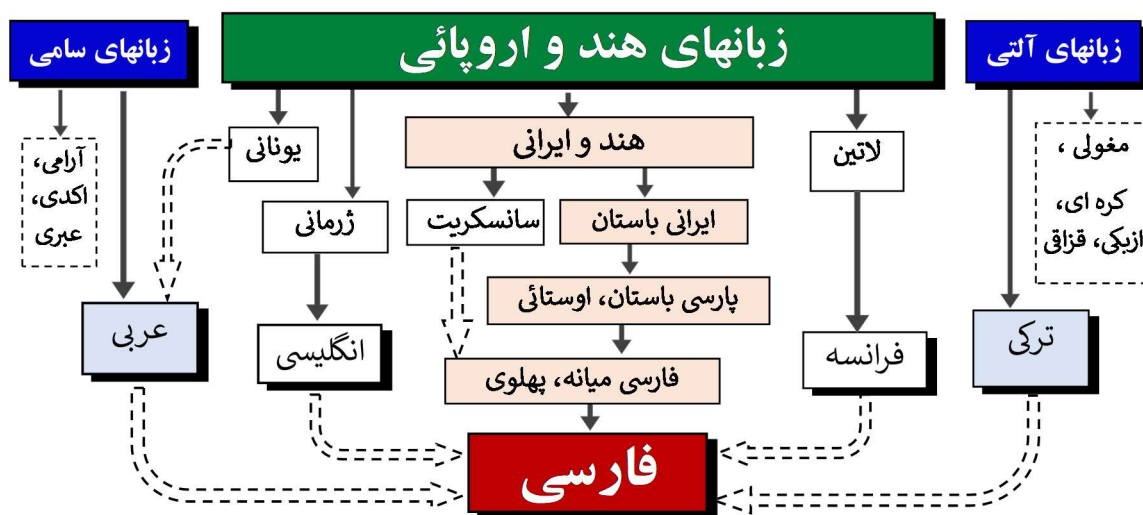 زبانهای آلتی
زبانهای هند و اروپائی
زبانهای سامی
مغولی ،
کره ای،
ازبکی، قزاقی
لاتین
هند و ایرانی
یونانی
آرامی،
اکدی،
عبری
ایرانی باستان
سانسکریت
ژرمانی
پارسی باستان، اوستائی
ترکی
فرانسه
انگلیسی
عربی
فارسی میانه، پهلوی
فارسی